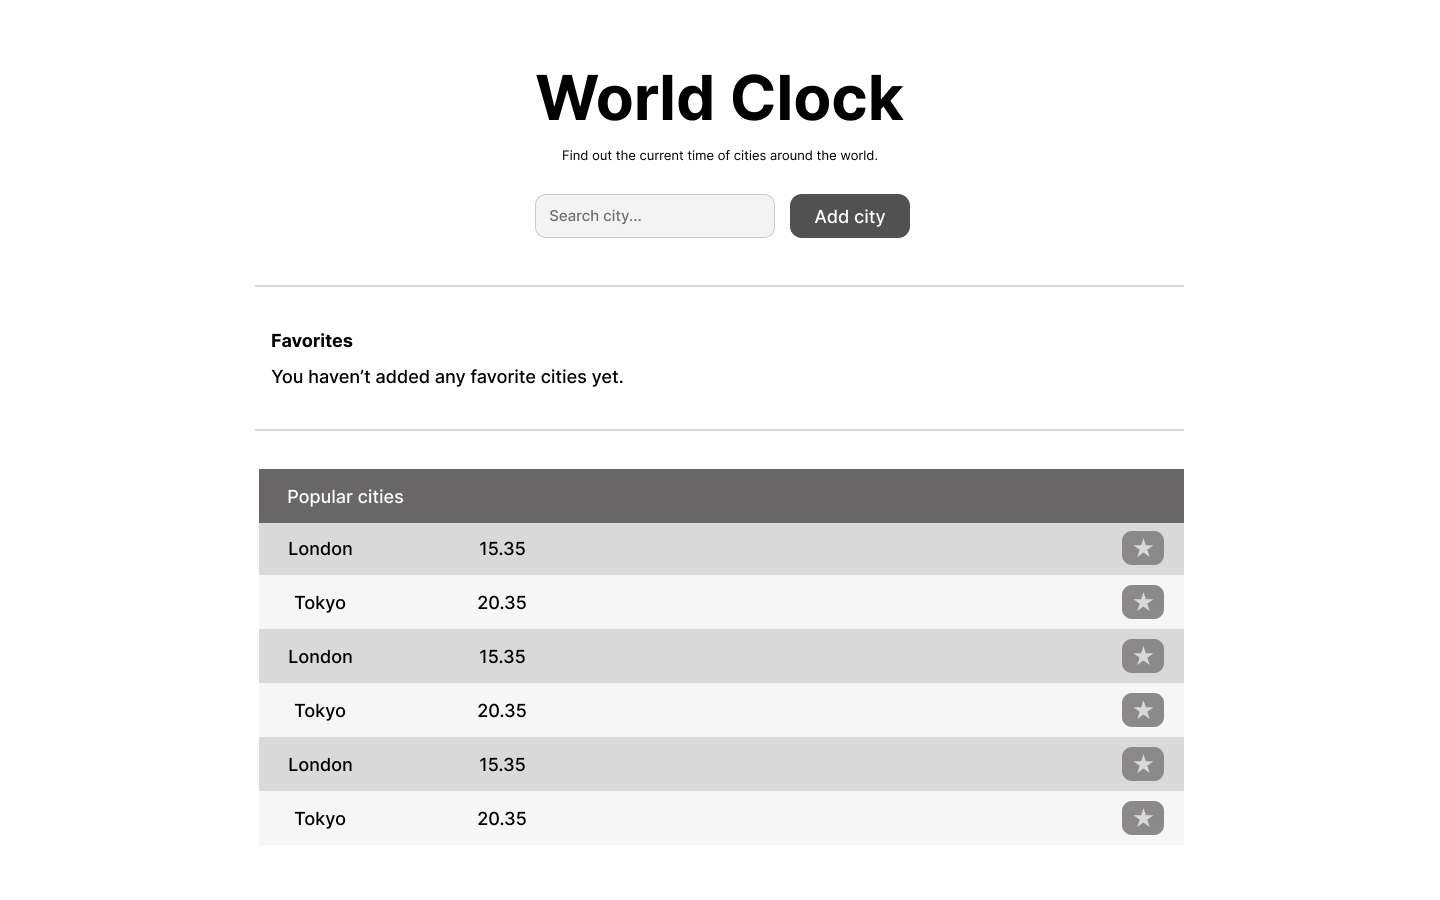 World Clock
Find out the current time of cities around the world.
Search city...
Add city
Favorites
You haven’t added any favorite cities yet.
Popular cities
London 15.35
Tokyo 20.35
London 15.35
Tokyo 20.35
London 15.35
Tokyo 20.35